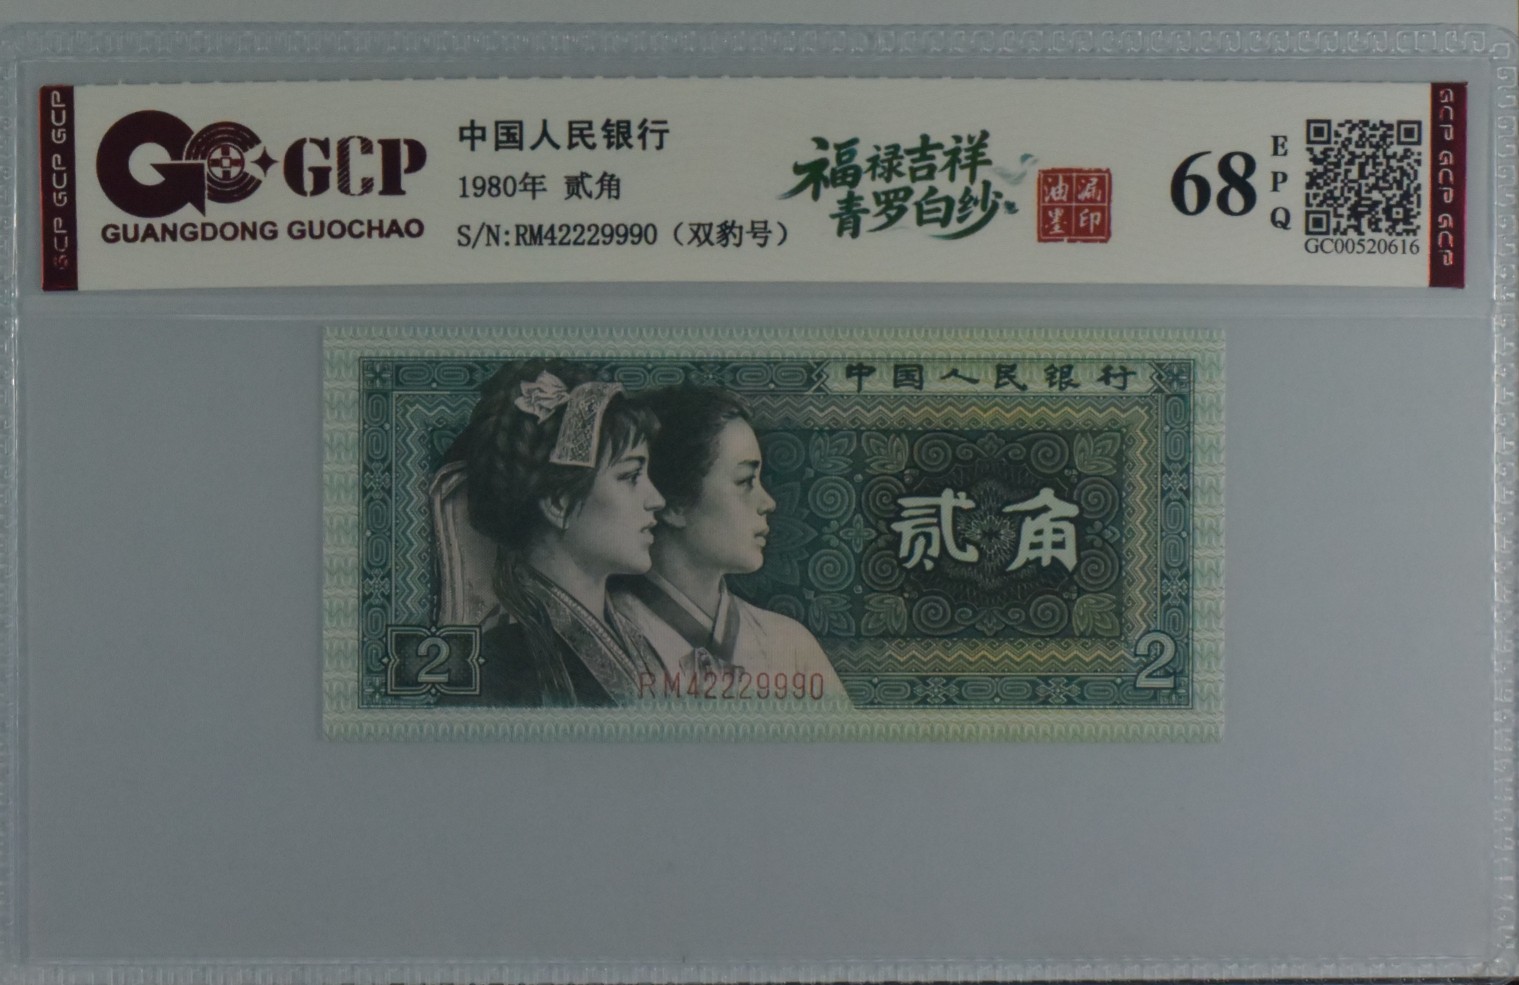 GCP GCP GCP
GCP
GUANGDONG GUOCHAO
中国人民银行
1980年 贰角
S/N:RM42229990（双豹号）
福禄吉祥
青罗白纱
油漏
墨印
68
EPQ
GC00520616
GCP GCP GCP
中国人民银行
贰角
2
2
RM42229990